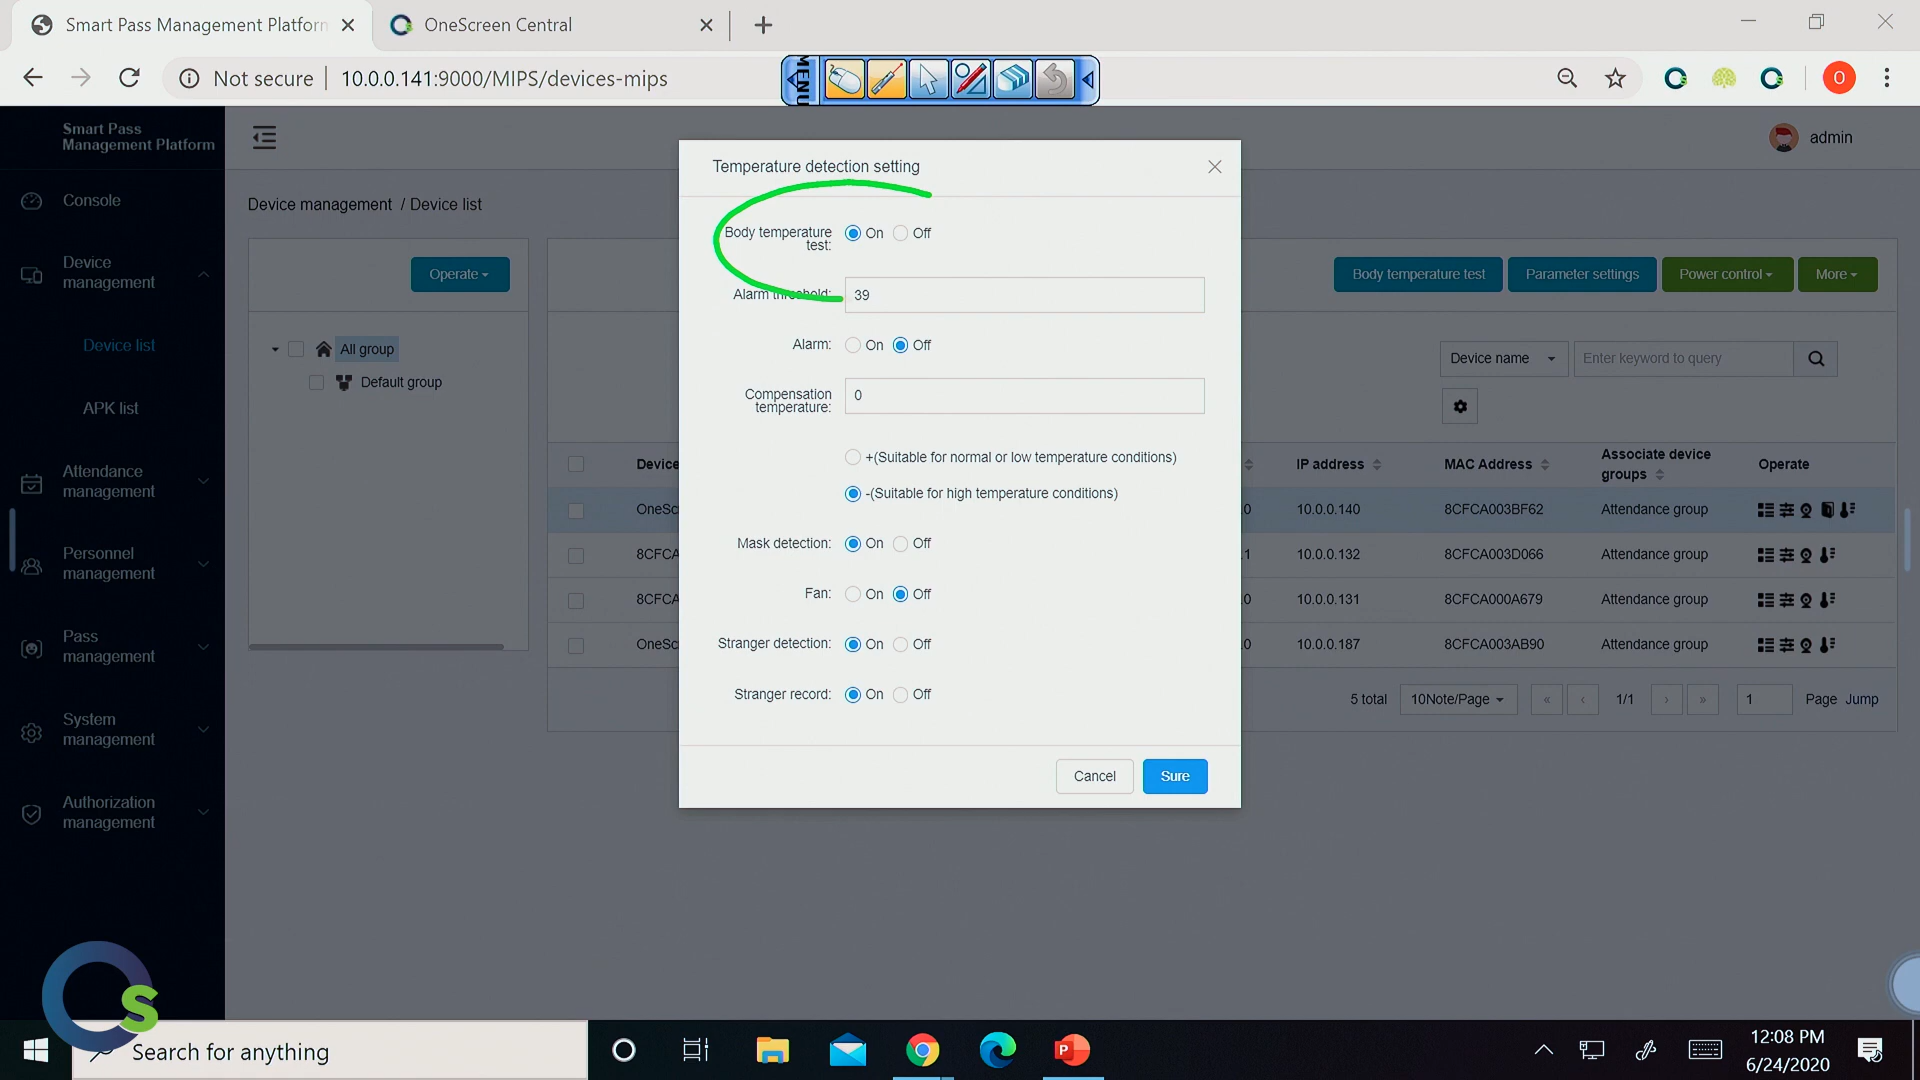 Smart Pass Management Platform
OneScreen Central
Not secure
10.0.0.141:9000/MIPS/devices-mips
MENU
O
Smart Pass
Management Platform
admin
Console
Device
management
Device list
APK list
Attendance
management
Personnel
management
Pass
management
System
management
Authorization
management
Device management / Device list
Operate
All group
Default group
Body temperature test
Parameter settings
Power control
More
Device name
Enter keyword to query
Device
IP address
MAC Address
Associate device
groups
Operate
OneSc
0
10.0.0.140
8CFCA003BF62
Attendance group
8CFCA
1
10.0.0.132
8CFCA003D066
Attendance group
8CFCA
0
10.0.0.131
8CFCA000A679
Attendance group
OneSc
0
10.0.0.187
8CFCA003AB90
Attendance group
5 total
10Note/Page
«
‹
1/1
›
»
1
Page
Jump
Temperature detection setting
Body temperature
test:
On
Off
Alarm threshold:
39
Alarm:
On
Off
Compensation
temperature:
0
+(Suitable for normal or low temperature conditions)
-(Suitable for high temperature conditions)
Mask detection:
On
Off
Fan:
On
Off
Stranger detection:
On
Off
Stranger record:
On
Off
Cancel
Sure
S
Search for anything
P
12:08 PM
6/24/2020